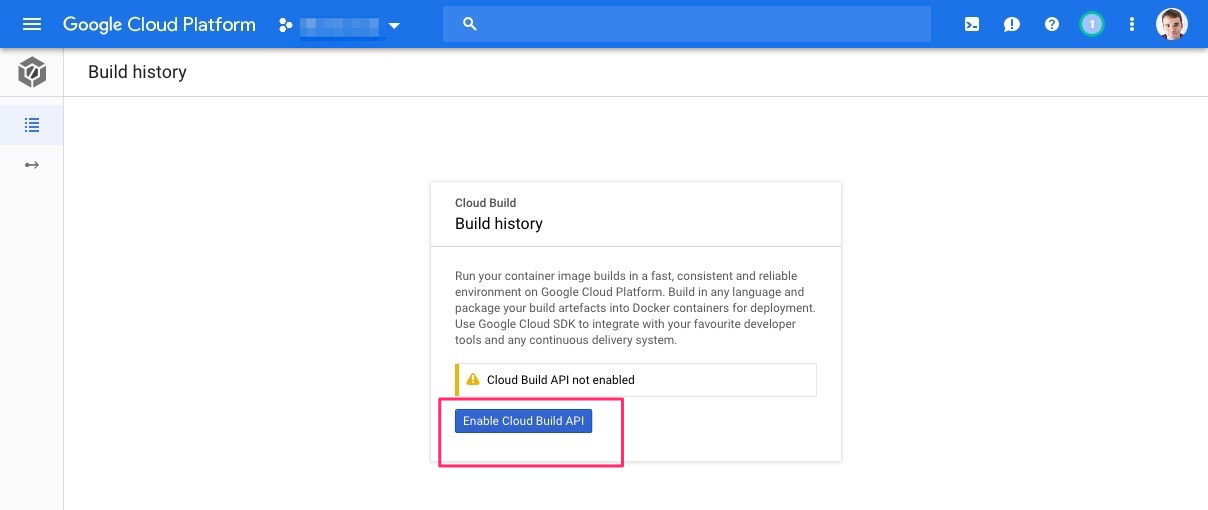 Google Cloud Platform
1
Build history
Cloud Build
Build history
Run your container image builds in a fast, consistent and reliable
environment on Google Cloud Platform. Build in any language and
package your build artefacts into Docker containers for deployment.
Use Google Cloud SDK to integrate with your favourite developer
tools and any continuous delivery system.
Cloud Build API not enabled
Enable Cloud Build API